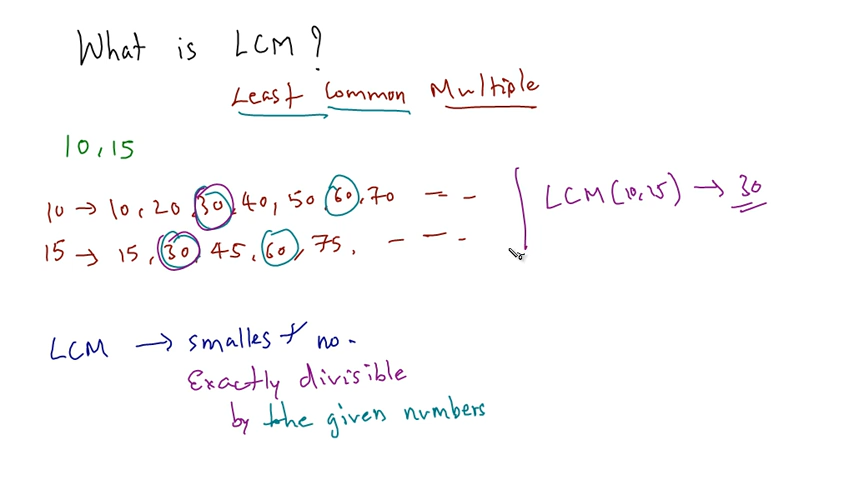 What is LCM?
Least Common Multiple
10, 15
10 → 10, 20, 30, 40, 50, 60, 70 — –
15 → 15, 30, 45, 60, 75, – — –
LCM(10,15) → 30
LCM → smallest no.
Exactly divisible
by the given numbers